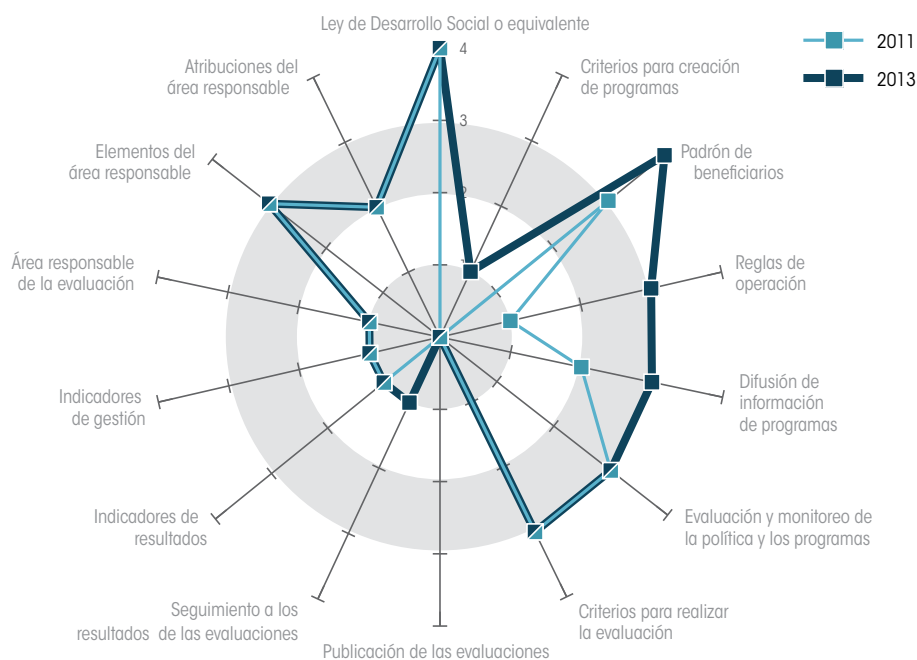 Ley de Desarrollo Social o equivalente
4
3
2
1
2011
2013
Criterios para creación
de programas
Padrón de
beneficiarios
Reglas de
operación
Difusión de
información
de programas
Evaluación y monitoreo de
la política y los programas
Criterios para realizar
la evaluación
Publicación de las evaluaciones
Seguimiento a los
resultados de las evaluaciones
Indicadores de
resultados
Indicadores
de gestión
Área responsable
de la evaluación
Elementos del
área responsable
Atribuciones del
área responsable